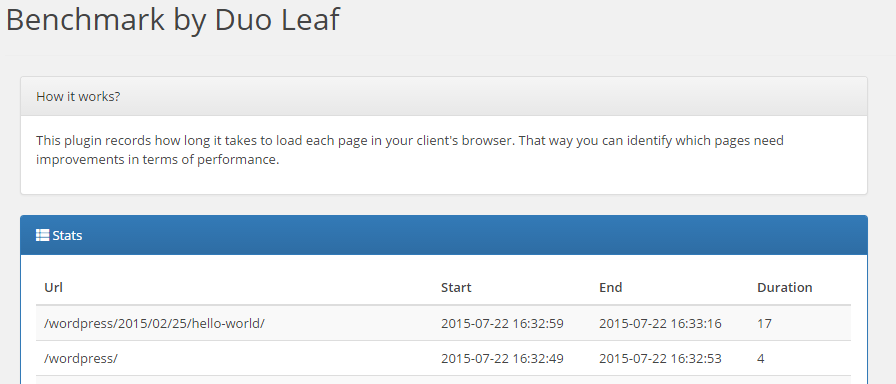 Benchmark by Duo Leaf
How it works?
This plugin records how long it takes to load each page in your client's browser. That way you can identify which pages need
improvements in terms of performance.
Stats
Url Start End Duration
/wordpress/2015/02/25/hello-world/ 2015-07-22 16:32:59 2015-07-22 16:33:16 17
/wordpress/ 2015-07-22 16:32:49 2015-07-22 16:32:53 4